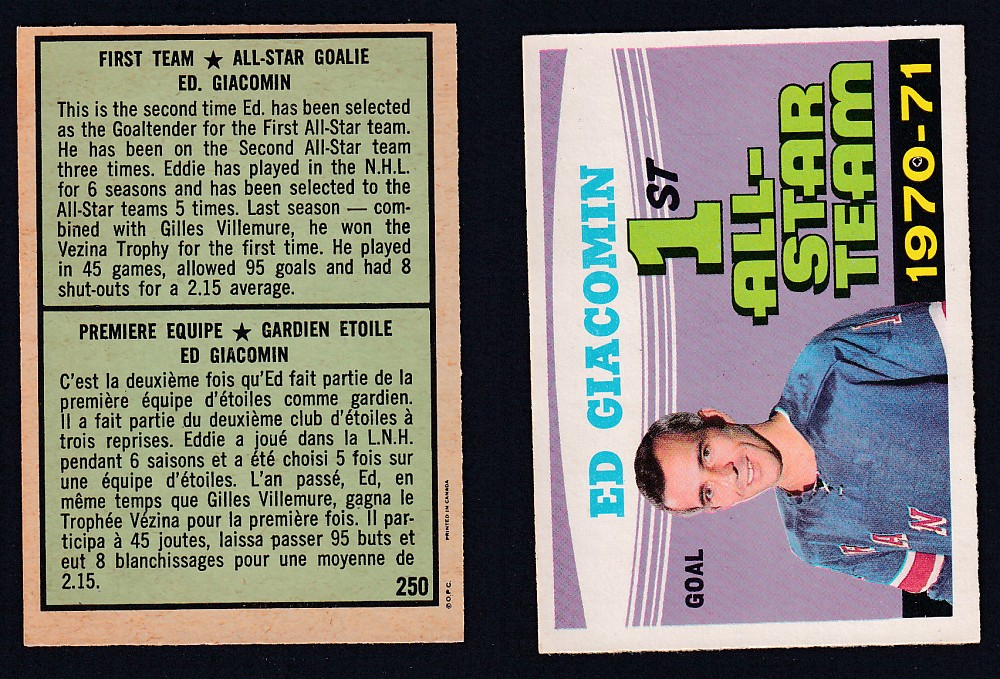 FIRST TEAM ★ ALL-STAR GOALIE
ED. GIACOMIN
This is the second time Ed. has been selected
as the Goaltender for the First All-Star team.
He has been on the Second All-Star team
three times. Eddie has played in the N.H.L.
for 6 seasons and has been selected to the
All-Star teams 5 times. Last season — com-
bined with Gilles Villemure, he won the
Vezina Trophy for the first time. He played
in 45 games, allowed 95 goals and had 8
shut-outs for a 2.15 average.
PREMIERE EQUIPE ★ GARDIEN ETOILE
ED GIACOMIN
C'est la deuxième fois qu'Ed fait partie de la
première équipe d'étoiles comme gardien.
Il a fait partie du deuxième club d'étoiles à
trois reprises. Eddie a joué dans la L.N.H.
pendant 6 saisons et a été choisi 5 fois sur
une équipe d'étoiles. L'an passé, Ed, en
même temps que Gilles Villemure, gagna le
Trophée Vézina pour la première fois. Il par-
ticipa à 45 joutes, laissa passer 95 buts et
eut 8 blanchissages pour une moyenne de
2.15.
250
© O.P.C. PRINTED IN CANADA
ED GIACOMIN
GOAL
1ST
ALL-
STAR
TEAM
1970-71